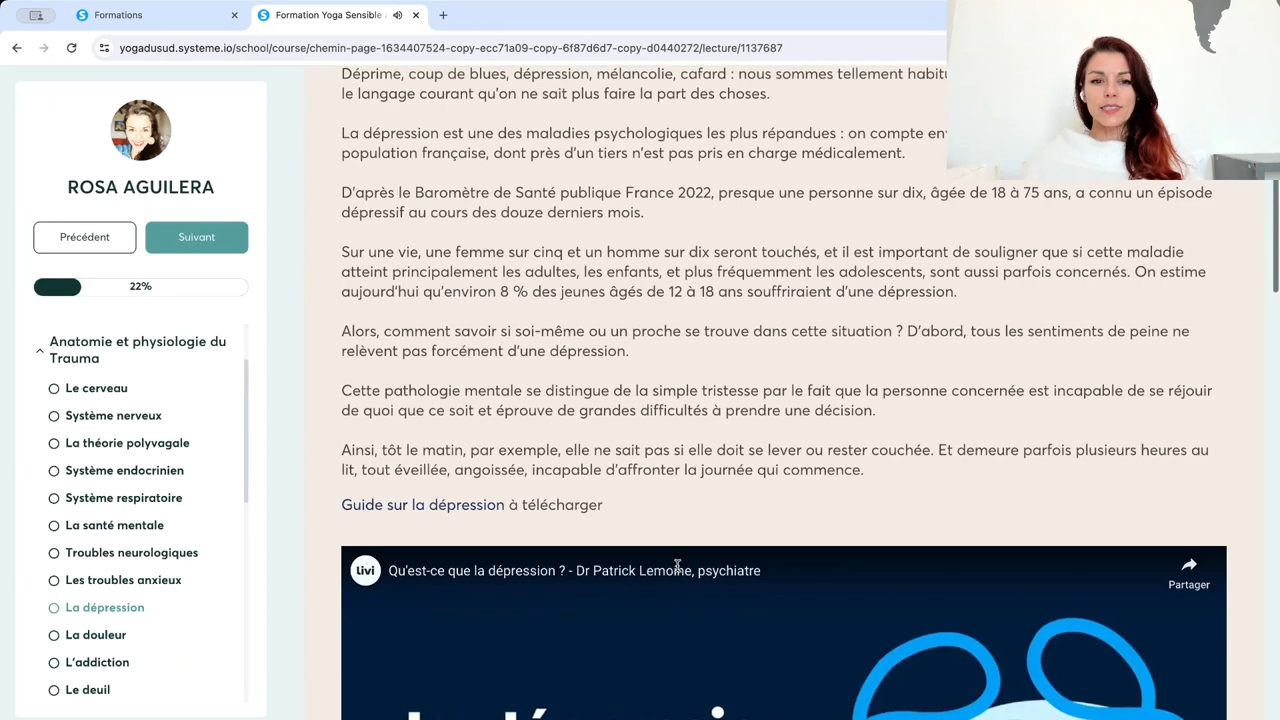 Formations
Formation Yoga Sensible
yogadusud.systeme.io/school/course/chemin-page-1634407524-copy-ecc71a09-copy-6f87d6d7-copy-d0440272/lecture/1137687
ROSA AGUILERA
Précédent
Suivant
22%
Anatomie et physiologie du
Trauma
Le cerveau
Système nerveux
La théorie polyvagale
Système endocrinien
Système respiratoire
La santé mentale
Troubles neurologiques
Les troubles anxieux
La dépression
La douleur
L'addiction
Le deuil
Déprime, coup de blues, dépression, mélancolie, cafard : nous sommes tellement
le langage courant qu'on ne sait plus faire la part des choses.
La dépression est une des maladies psychologiques les plus répandues : on compte
population française, dont près d'un tiers n'est pas pris en charge médicalement.
D'après le Baromètre de Santé publique France 2022, presque une personne sur dix, âgée de 18 à 75 ans, a connu un épisode
dépressif au cours des douze derniers mois.
Sur une vie, une femme sur cinq et un homme sur dix seront touchés, et il est important de souligner que si cette maladie
atteint principalement les adultes, les enfants, et plus fréquemment les adolescents, sont aussi parfois concernés. On estime
aujourd'hui qu'environ 8 % des jeunes âgés de 12 à 18 ans souffriraient d'une dépression.
Alors, comment savoir si soi-même ou un proche se trouve dans cette situation ? D'abord, tous les sentiments de peine ne
relèvent pas forcément d'une dépression.
Cette pathologie mentale se distingue de la simple tristesse par le fait que la personne concernée est incapable de se réjouir
de quoi que ce soit et éprouve de grandes difficultés à prendre une décision.
Ainsi, tôt le matin, par exemple, elle ne sait pas si elle doit se lever ou rester couchée. Et demeure parfois plusieurs heures au
lit, tout éveillée, angoissée, incapable d'affronter la journée qui commence.
Guide sur la dépression à télécharger
livi
Qu'est-ce que la dépression ? - Dr Patrick Lemoine, psychiatre
Partager